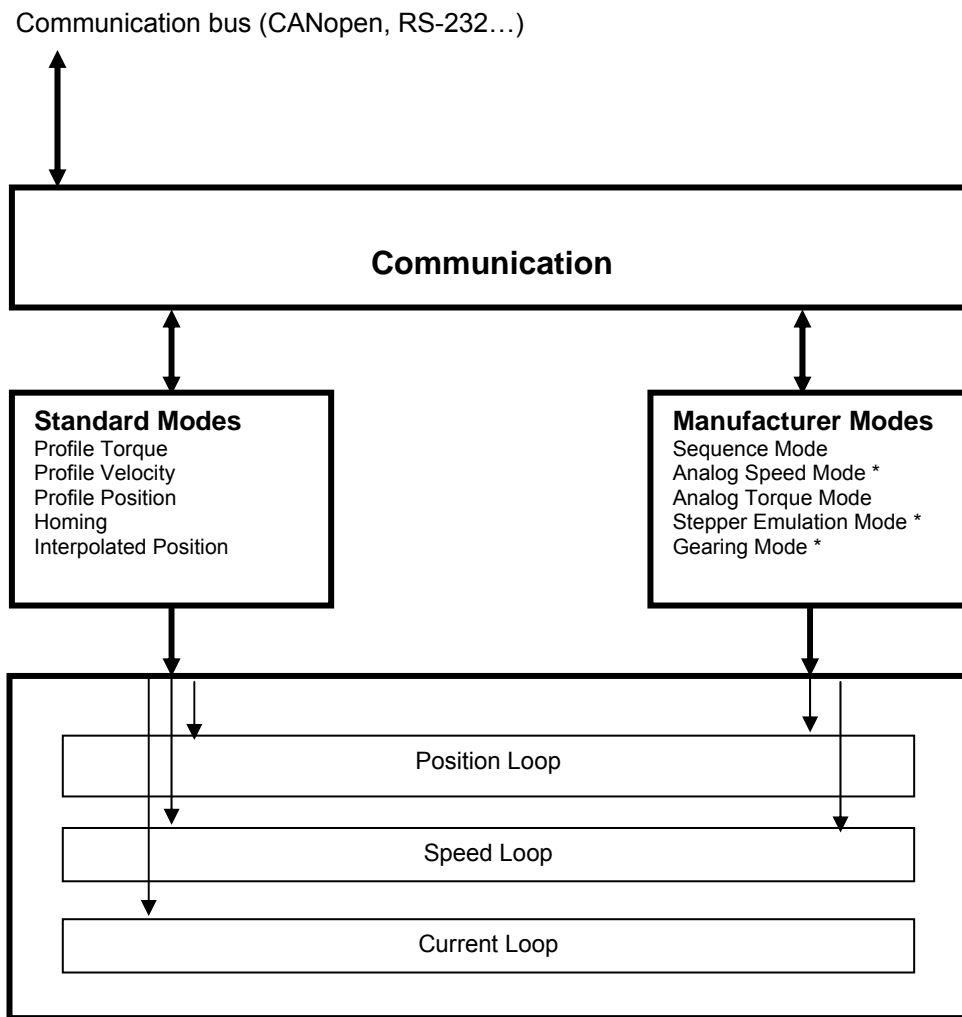 Communication bus (CANopen, RS-232…)
Communication
Standard Modes
Profile Torque
Profile Velocity
Profile Position
Homing
Interpolated Position
Manufacturer Modes
Sequence Mode
Analog Speed Mode *
Analog Torque Mode
Stepper Emulation Mode *
Gearing Mode *
Position Loop
Speed Loop
Current Loop